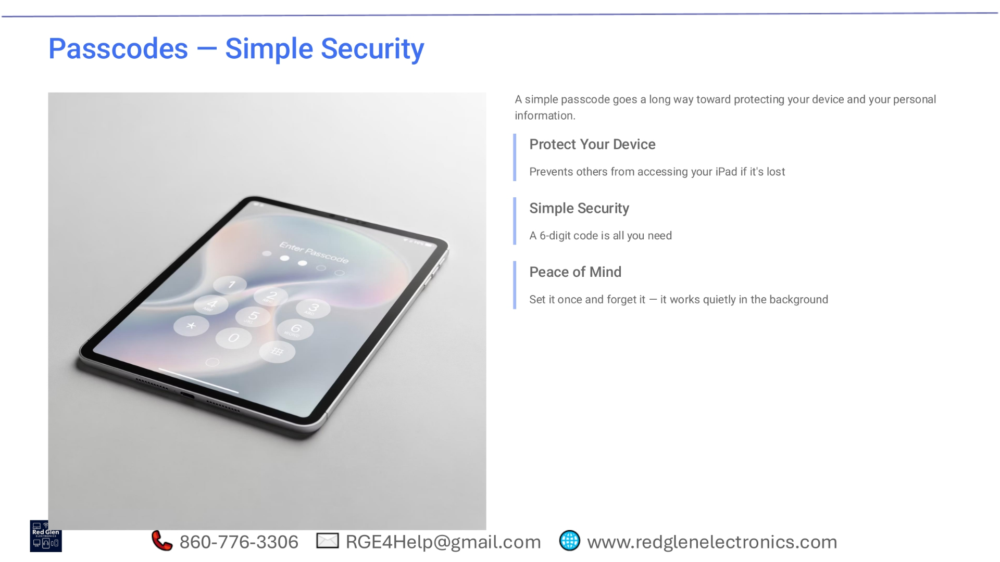 Passcodes — Simple Security
A simple passcode goes a long way toward protecting your device and your personal
information.
Protect Your Device
Prevents others from accessing your iPad if it's lost
Simple Security
A 6-digit code is all you need
Peace of Mind
Set it once and forget it — it works quietly in the background
Enter Passcode
1
2
ABC
3
4
5
6
*
0
Red Glen
ELECTRONICS
860-776-3306
RGE4Help@gmail.com
www.redglenelectronics.com